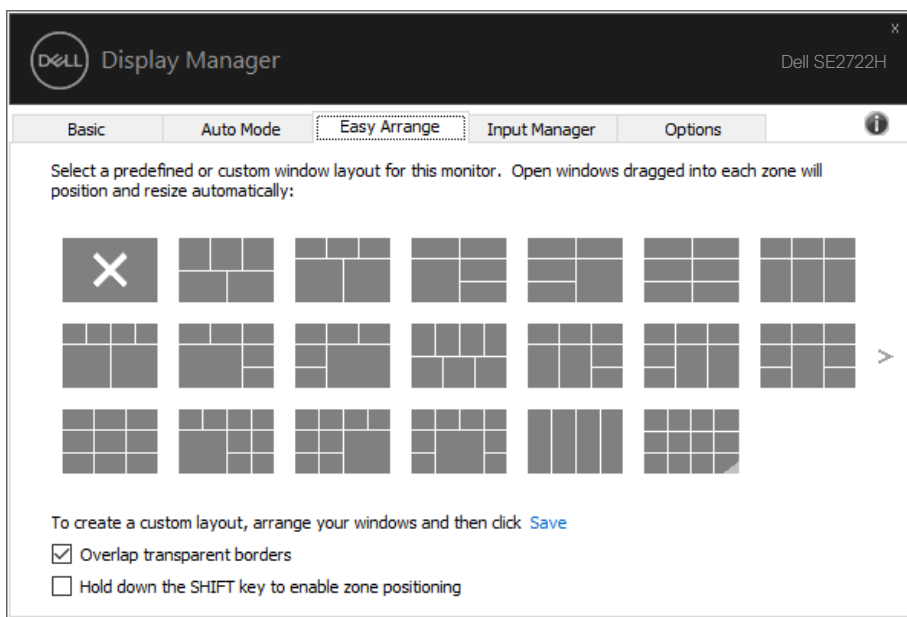 x
DELL Display Manager
Dell SE2722H
Basic Auto Mode Easy Arrange Input Manager Options
Select a predefined or custom window layout for this monitor. Open windows dragged into each zone will
position and resize automatically:
>
To create a custom layout, arrange your windows and then click Save
Overlap transparent borders
Hold down the SHIFT key to enable zone positioning